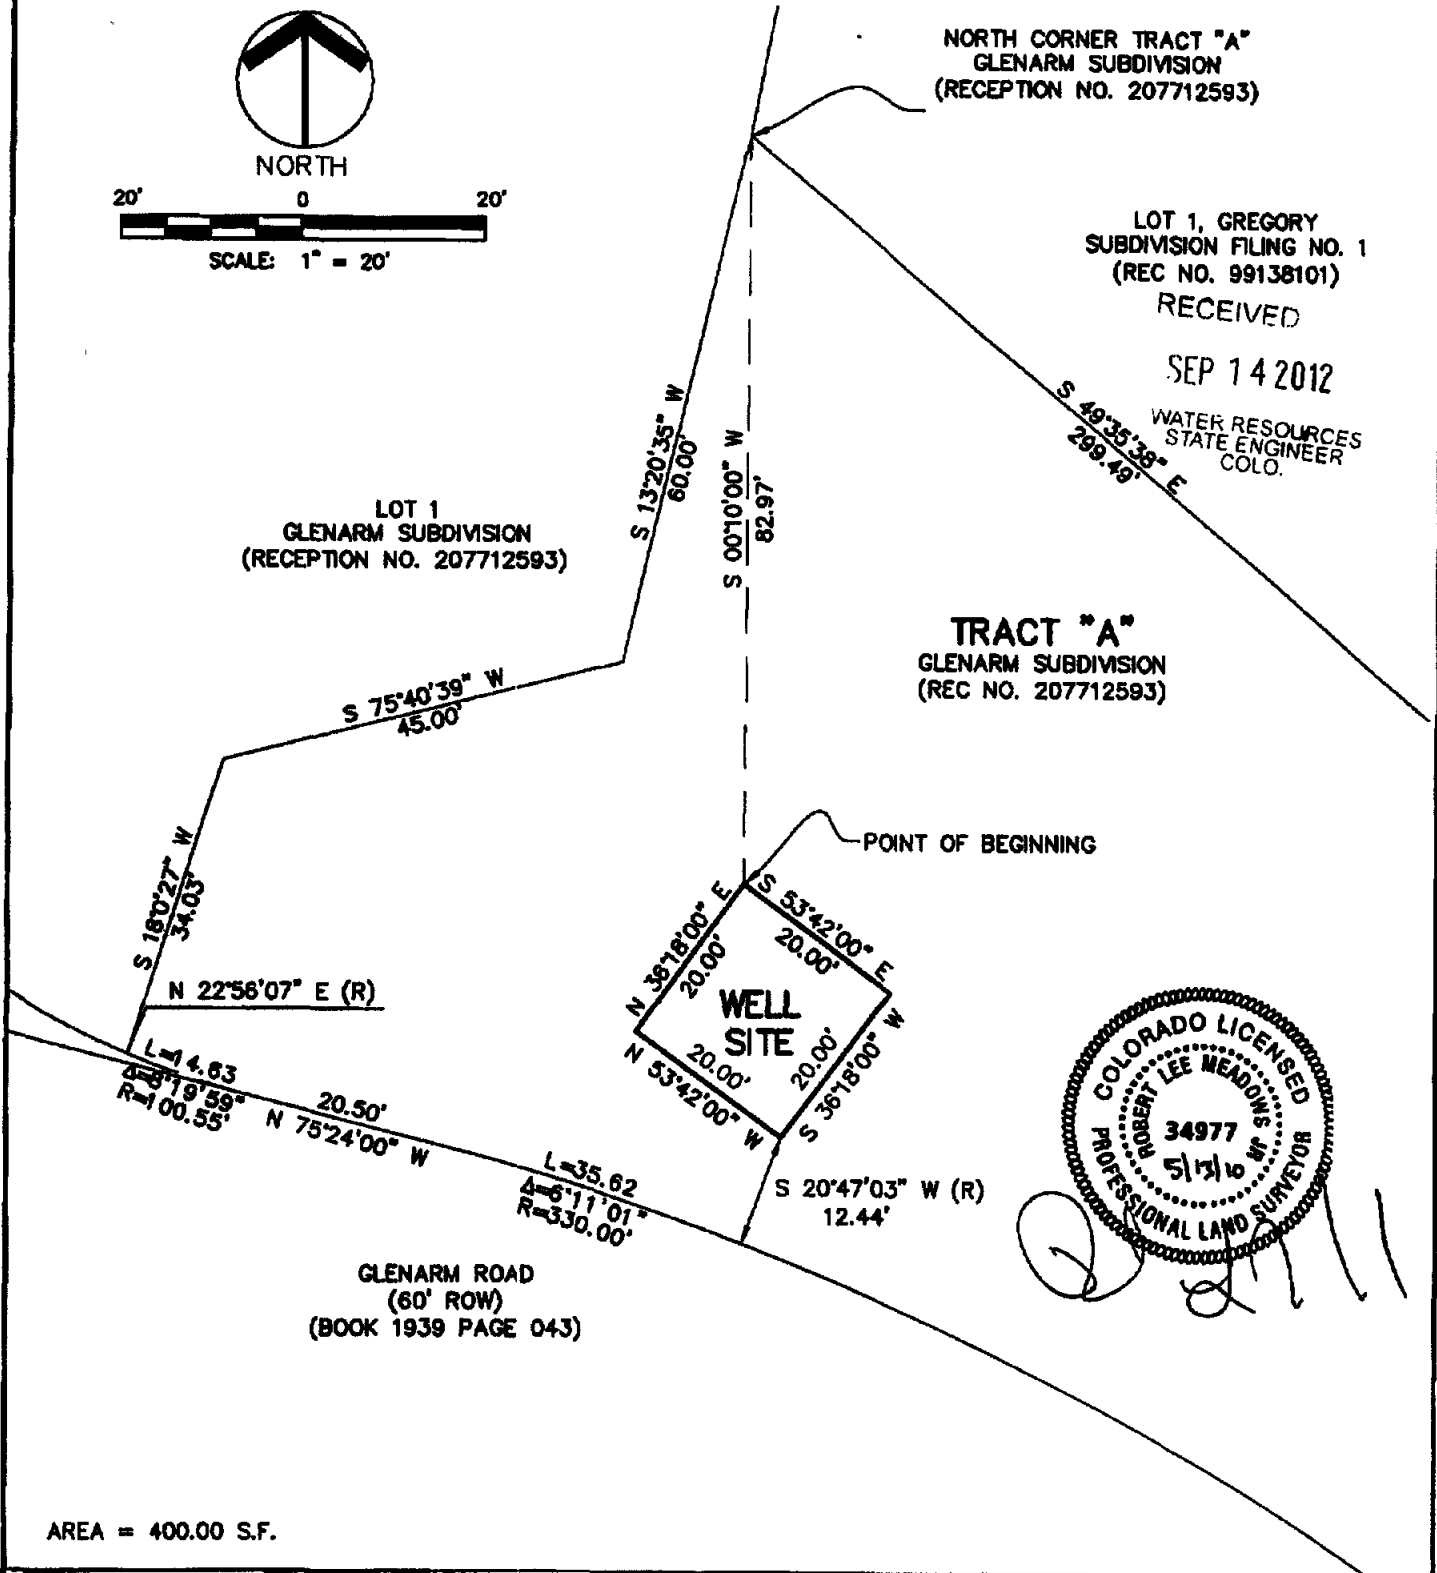 NORTH CORNER TRACT "A"
GLENARM SUBDIVISION
(RECEPTION NO. 207712593)
NORTH
20' 0 20'
SCALE: 1" = 20'
LOT 1, GREGORY
SUBDIVISION FILING NO. 1
(REC NO. 99138101)
RECEIVED
SEP 14 2012
WATER RESOURCES
STATE ENGINEER
COLO.
S 49°35'38" E
299.49'
S 13°20'35" W
60.00'
S 00°10'00" W
82.97'
LOT 1
GLENARM SUBDIVISION
(RECEPTION NO. 207712593)
TRACT "A"
GLENARM SUBDIVISION
(REC NO. 207712593)
S 75°40'39" W
45.00'
POINT OF BEGINNING
S 18°0'27" W
34.03'
N 36°18'00" E
20.00'
S 53°42'00" E
20.00'
WELL
SITE
N 22°56'07" E (R)
20.00'
N 53°42'00" W
20.00'
S 36°18'00" W
L=14.63
Δ=8°19'59"
R=100.55'
20.50'
N 75°24'00" W
L=35.62
Δ=6°11'01"
R=330.00'
S 20°47'03" W (R)
12.44'
COLORADO LICENSED
ROBERT LEE MEADOWS JR
34977
5/13/10
PROFESSIONAL LAND SURVEYOR
GLENARM ROAD
(60' ROW)
(BOOK 1939 PAGE 043)
AREA = 400.00 S.F.